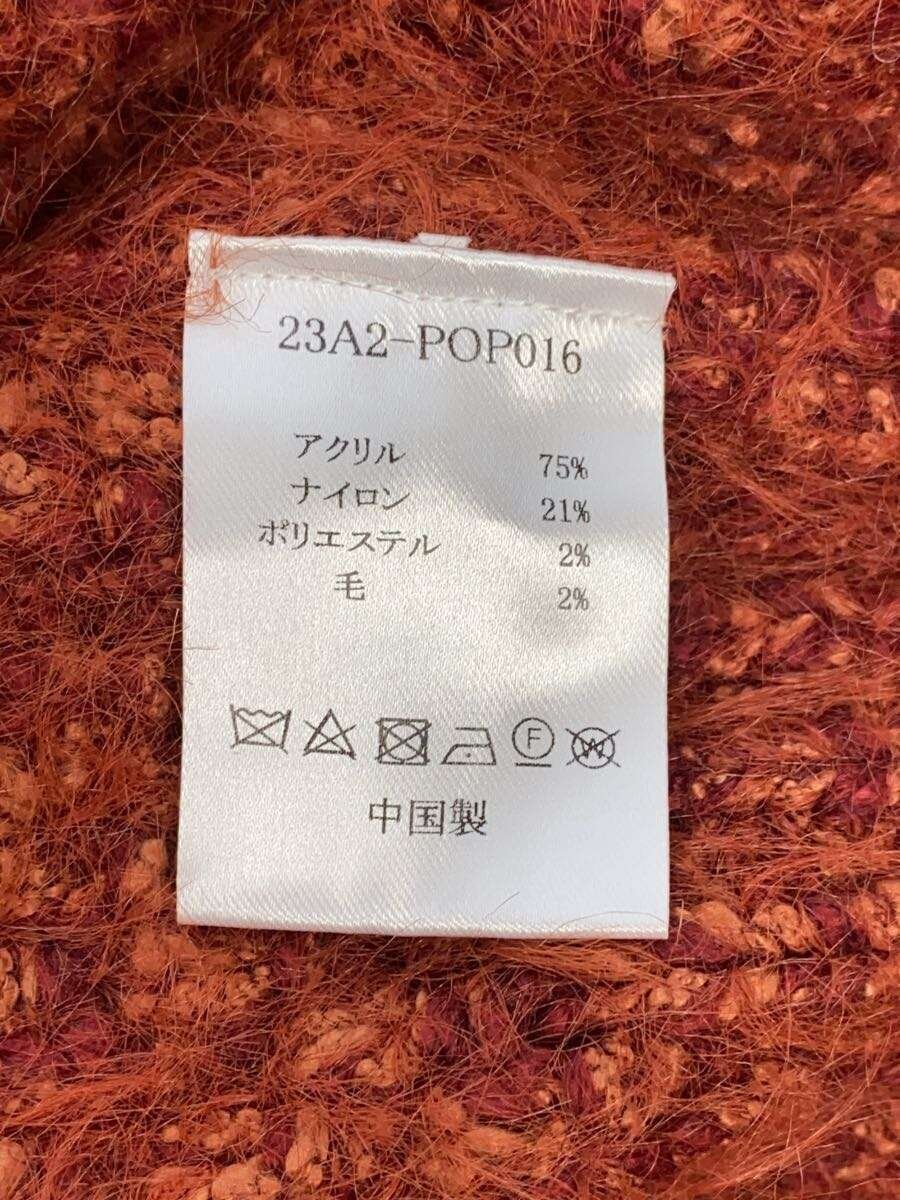 23A2-POP016
アクリル 75%
ナイロン 21%
ポリエステル 2%
毛 2%
F W
中国製